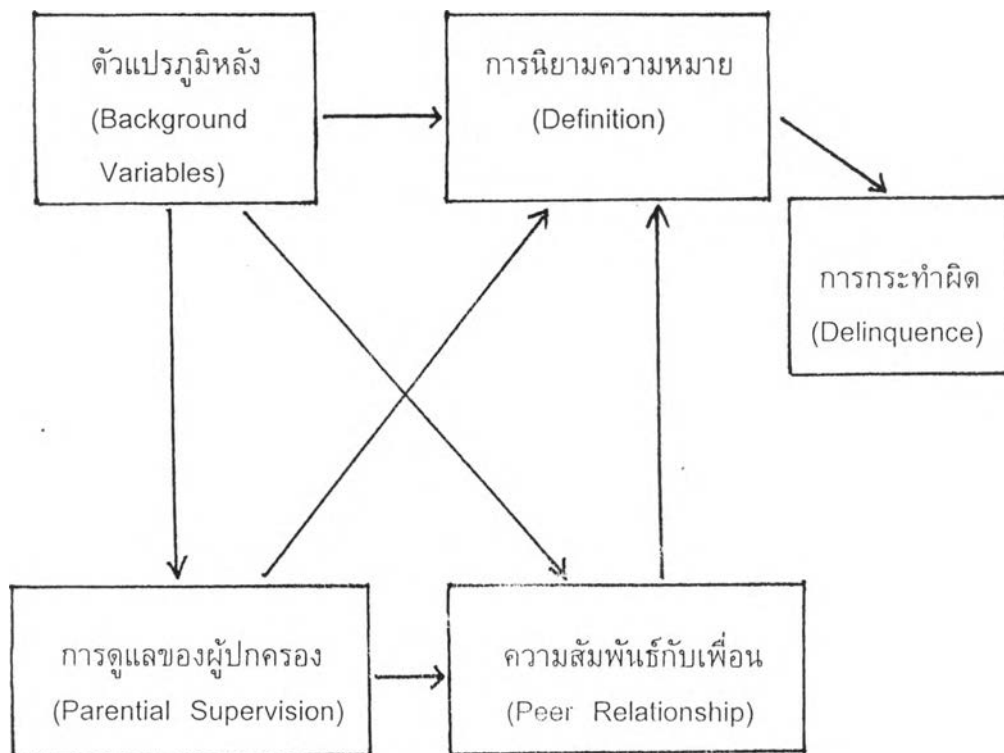 ตัวแปรภูมิหลัง
(Background
Variables)
การนิยามความหมาย
(Definition)
การกระทำผิด
(Delinquence)
การดูแลของผู้ปกครอง
(Parental Supervision)
ความสัมพันธ์กับเพื่อน
(Peer Relationship)